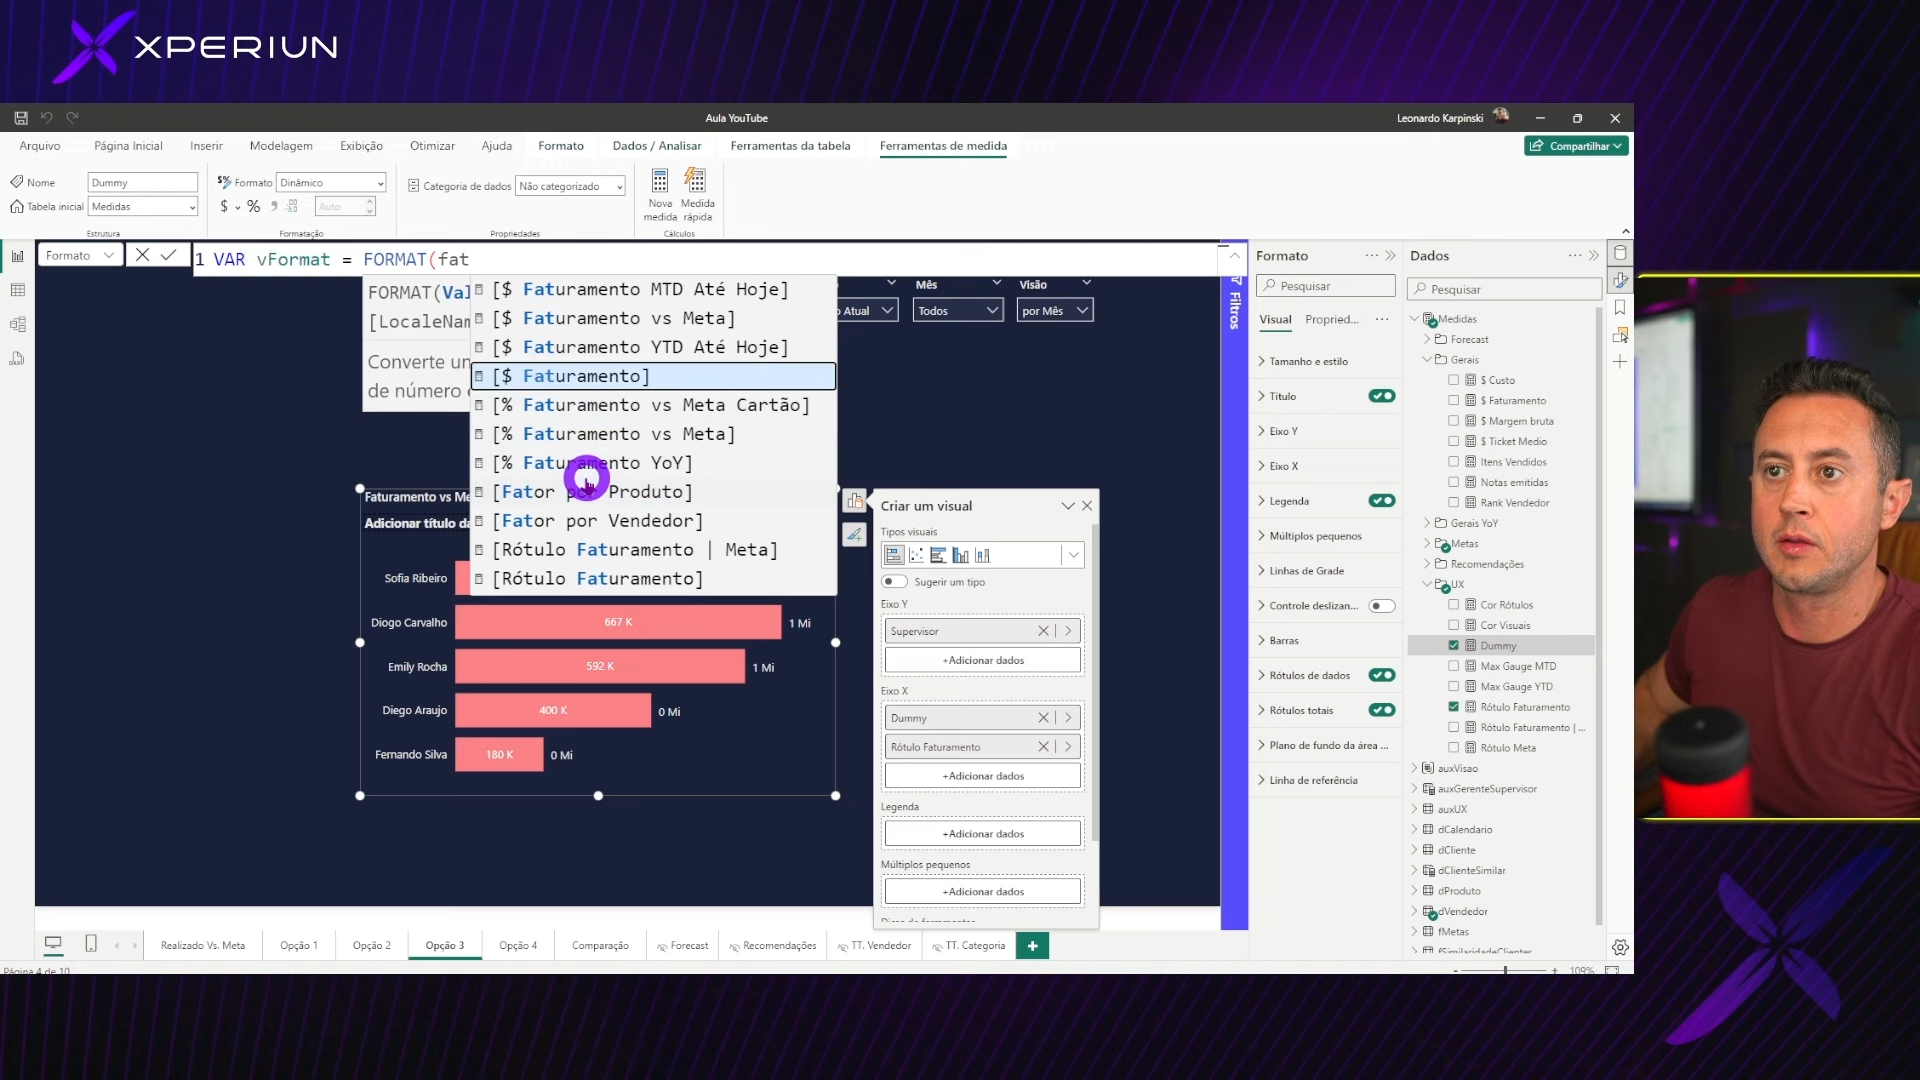 XPERIUN
Aula YouTube
Leonardo Karpinski
Arquivo
Página Inicial
Inserir
Modelagem
Exibição
Otimizar
Ajuda
Formato
Dados / Analisar
Ferramentas da tabela
Ferramentas de medida
Compartilhar
Nome
Dummy
Tabela inicial
Medidas
Estrutura
Formato
Dinâmico
$
%
Auto
Formatação
Categoria de dados
Não categorizado
Propriedades
Nova medida
Medida rápida
Cálculos
Formato
1 VAR vFormat = FORMAT(fat
FORMAT(Val
[LocaleNam
Converte um
de número
[$ Faturamento MTD Até Hoje]
[$ Faturamento vs Meta]
[$ Faturamento YTD Até Hoje]
[$ Faturamento]
[% Faturamento vs Meta Cartão]
[% Faturamento vs Meta]
[% Faturamento YoY]
[Fator por Produto]
[Fator por Vendedor]
[Rótulo Faturamento | Meta]
[Rótulo Faturamento]
Mês
Visão
o Atual
Todos
por Mês
Filtros
Faturamento vs Me
Adicionar título da
Sofia Ribeiro
Diogo Carvalho
667 K
1 Mi
Emily Rocha
592 K
1 Mi
Diego Araujo
400 K
0 Mi
Fernando Silva
180 K
0 Mi
Criar um visual
Tipos visuais
Sugerir um tipo
Eixo Y
Supervisor
+Adicionar dados
Eixo X
Dummy
Rótulo Faturamento
+Adicionar dados
Legenda
+Adicionar dados
Múltiplos pequenos
+Adicionar dados
Formato
Pesquisar
Visual
Propried...
Tamanho e estilo
Título
Eixo Y
Eixo X
Legenda
Múltiplos pequenos
Linhas de Grade
Controle deslizan...
Barras
Rótulos de dados
Rótulos totais
Plano de fundo da área ...
Linha de referência
Dados
Pesquisar
Medidas
Forecast
Gerais
$ Custo
$ Faturamento
$ Margem bruta
$ Ticket Medio
Itens Vendidos
Notas emitidas
Rank Vendedor
Gerais YoY
Metas
Recomendações
UX
Cor Rótulos
Cor Visuais
Dummy
Max Gauge MTD
Max Gauge YTD
Rótulo Faturamento
Rótulo Faturamento | ...
Rótulo Meta
auxVisao
auxGerenteSupervisor
auxUX
dCalendario
dCliente
dClienteSimilar
dProduto
dVendedor
fMetas
fSimilaridadeClientes
Realizado Vs. Meta
Opção 1
Opção 2
Opção 3
Opção 4
Comparação
Forecast
Recomendações
TT. Vendedor
TT. Categoria
Página 4 de 10
109%